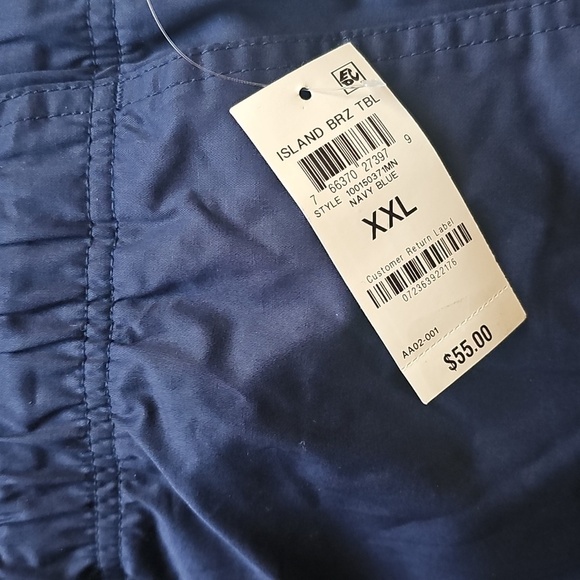 ISLAND BRZ TBL
7 66370 27397 9
STYLE 100150371MN
NAVY BLUE
XXL
Customer Return Label
072363922176
AA02-001
$55.00